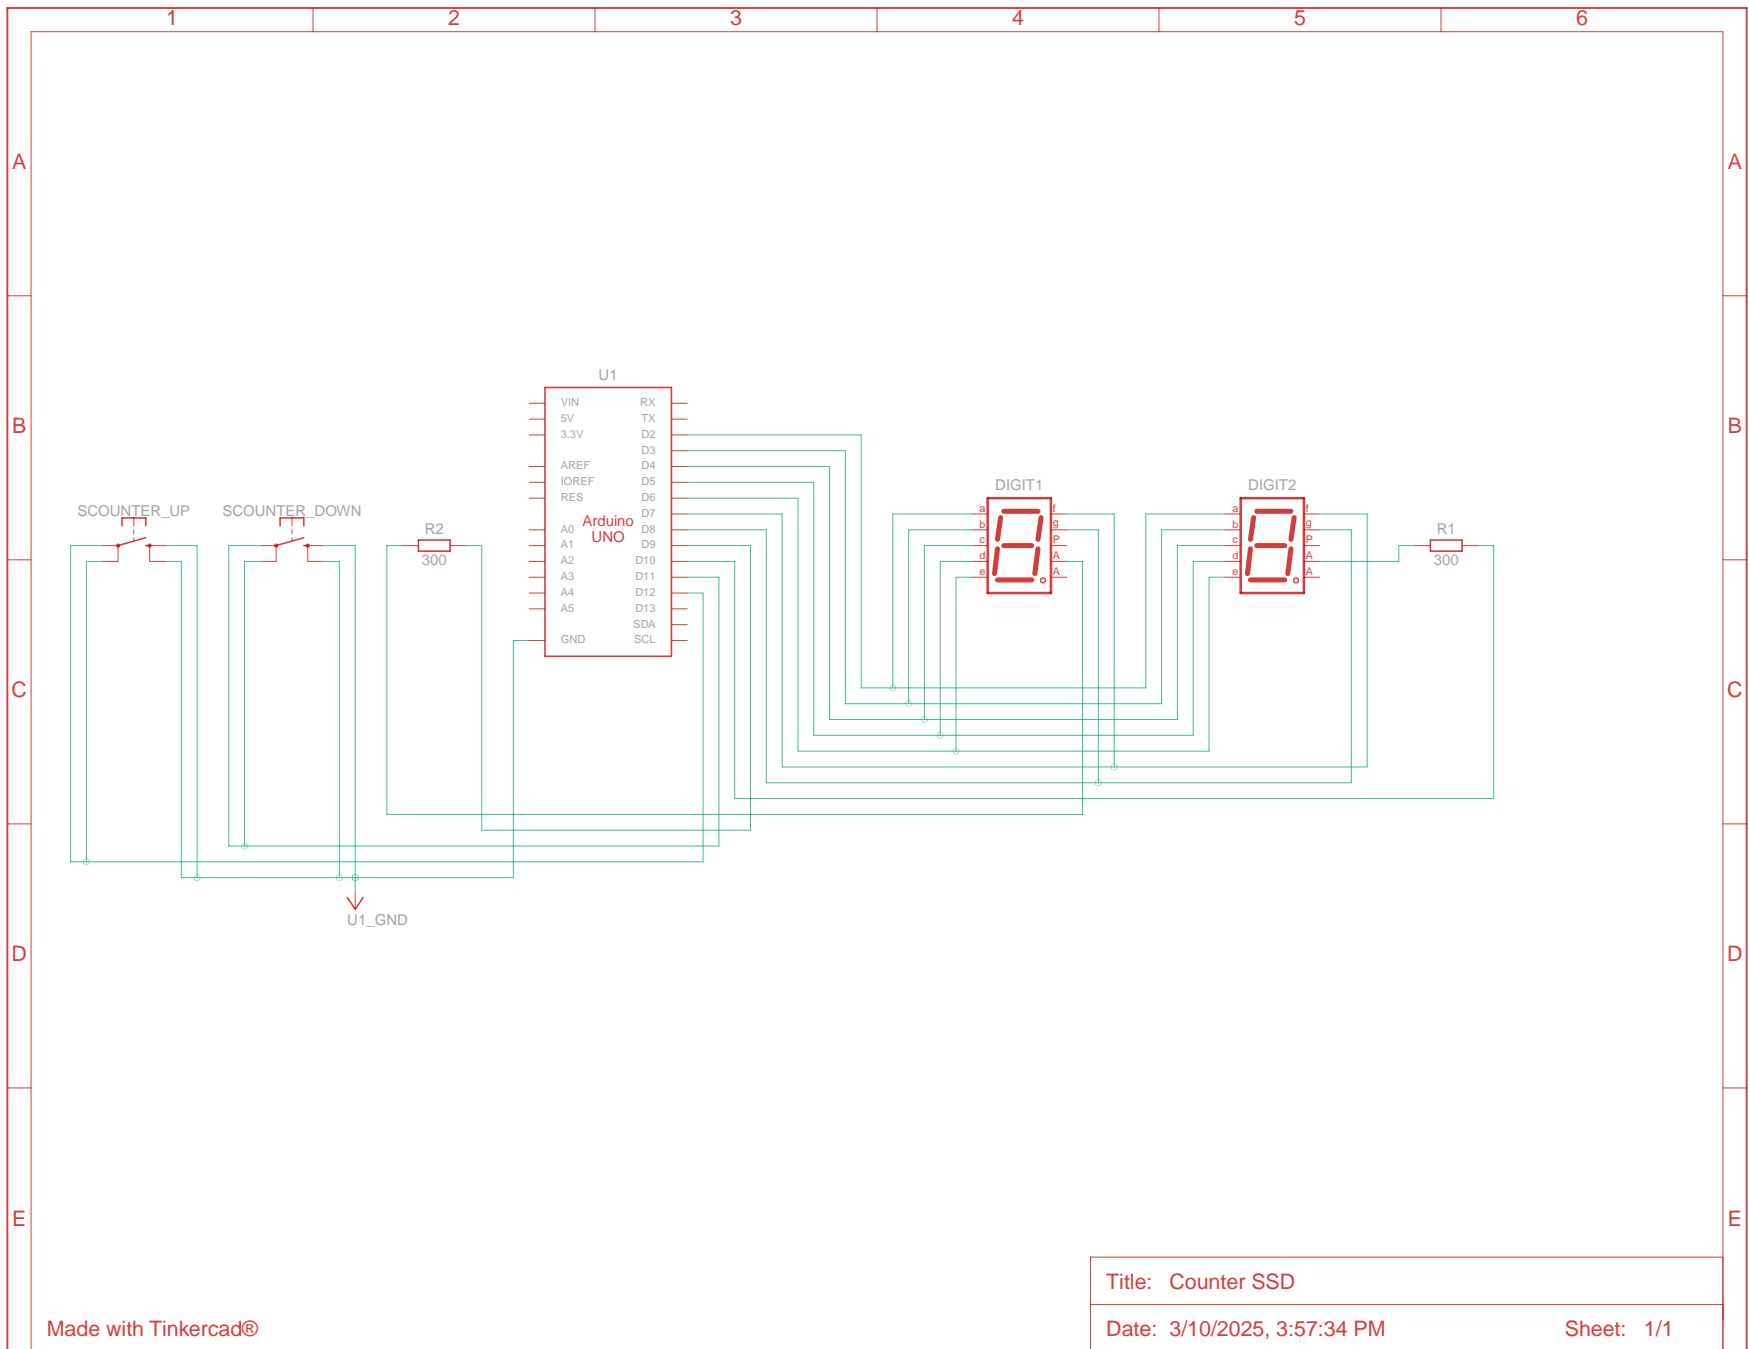 1 2 3 4 5 6
A A
U1
VIN RX
5V TX
3.3V D2
D3
B B
AREF D4
IOREF D5
RES D6
D7
Arduino
UNO
A0 D8
A1 D9
A2 D10
A3 D11
A4 D12
A5 D13
SDA
GND SCL
SCOUNTER_UP SCOUNTER_DOWN
R2
300
DIGIT1
a f
b g
c P
d A
e A
DIGIT2
a f
b g
c P
d A
e A
R1
300
C C
U1_GND
D D
E E
Title: Counter SSD
Made with Tinkercad®
Date: 3/10/2025, 3:57:34 PM Sheet: 1/1